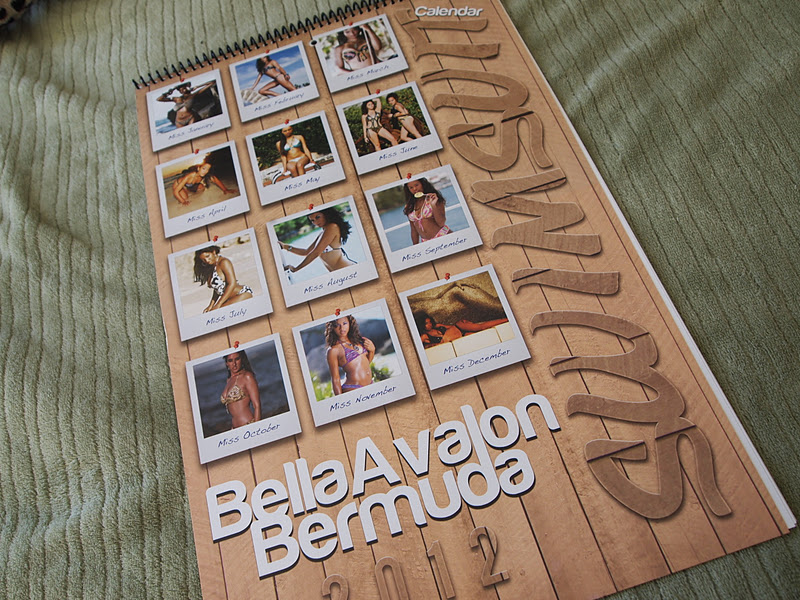 Calendar
SWIMSUIT
Miss January
Miss February
Miss March
Miss April
Miss May
Miss June
Miss July
Miss August
Miss September
Miss October
Miss November
Miss December
BellaAvalon
Bermuda
2012